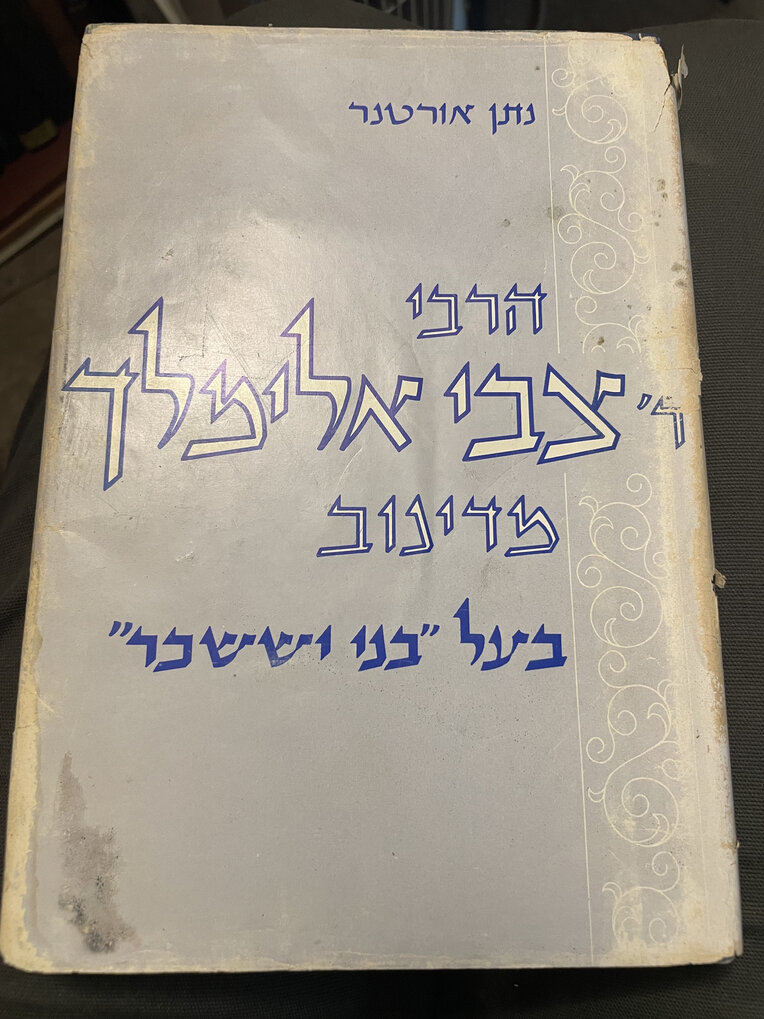 נתן אורטנר
הרבי
ר' צבי אלימלך
מדינוב
בעל "בני יששכר"